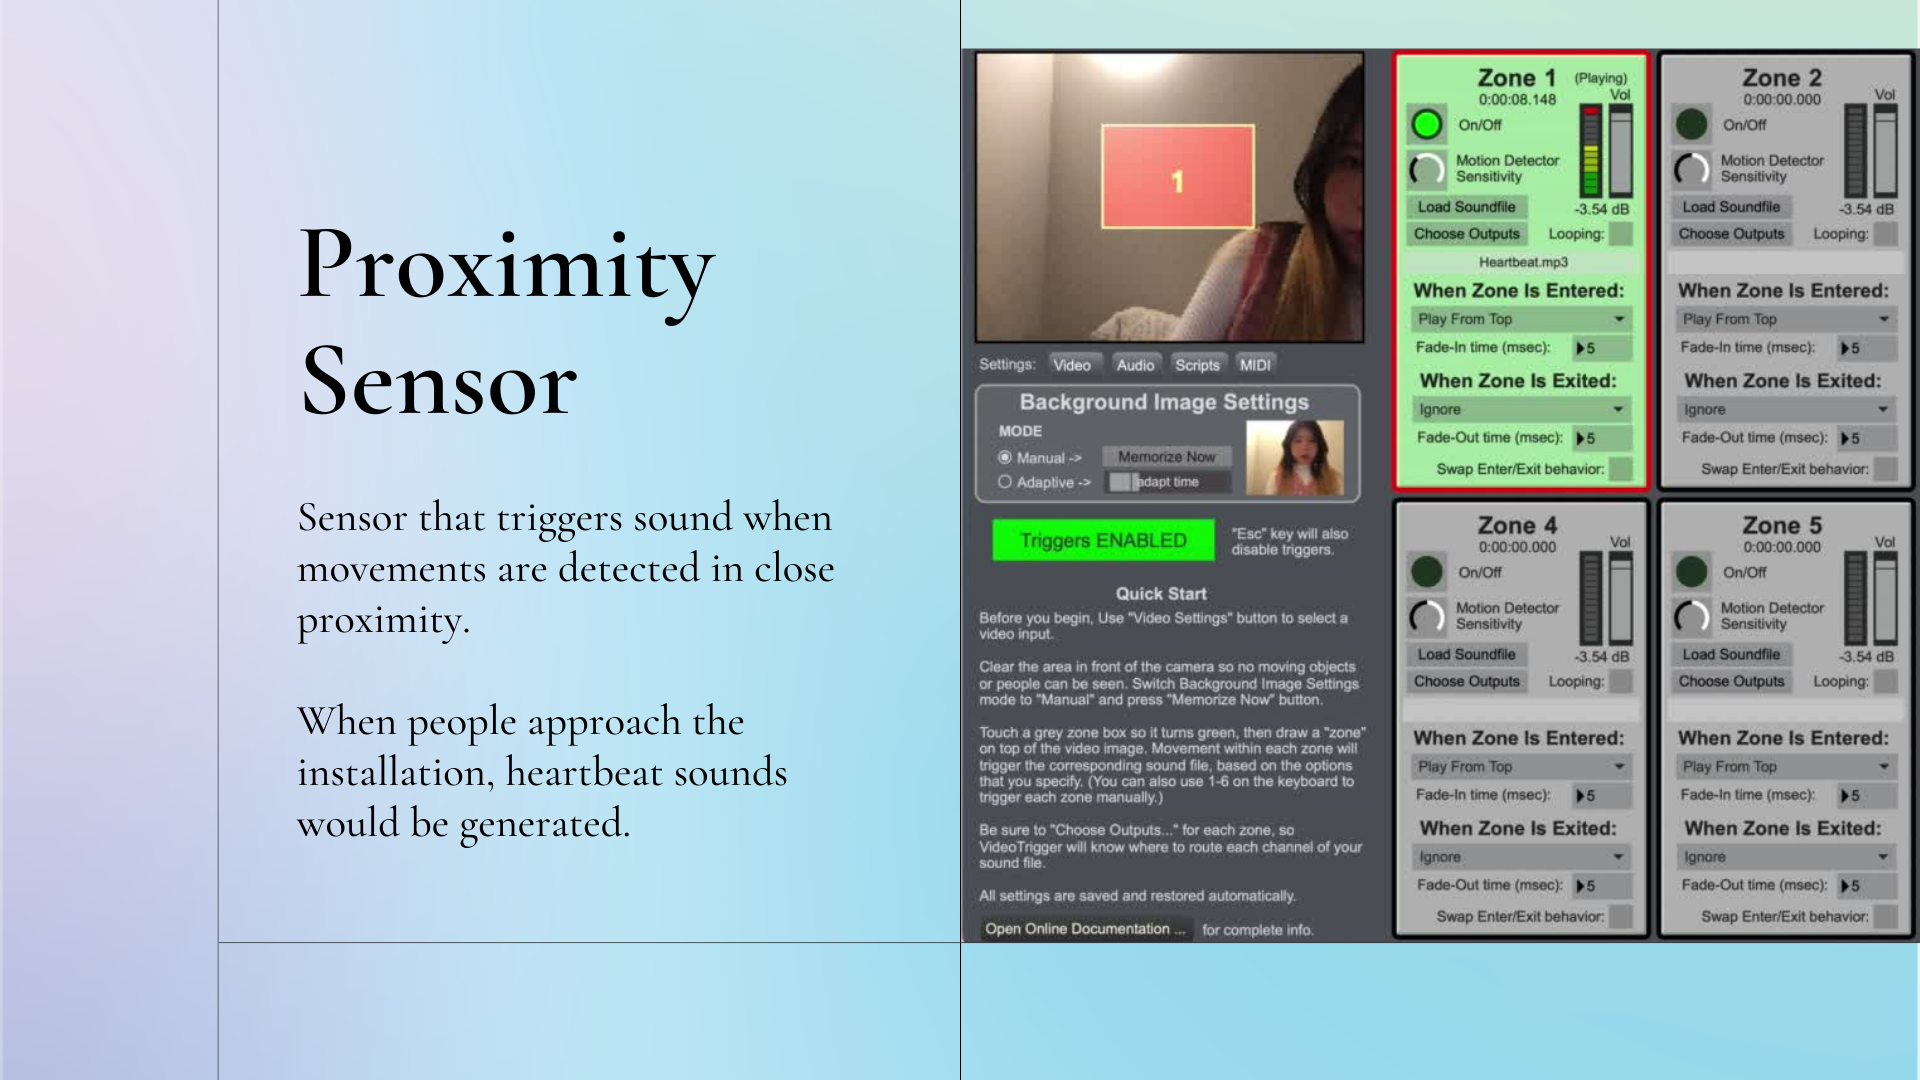 Proximity
Sensor
Sensor that triggers sound when
movements are detected in close
proximity.
When people approach the
installation, heartbeat sounds
would be generated.
1
Settings: Video Audio Scripts MIDI
Background Image Settings
MODE
Manual -> Memorize Now
Adaptive -> adapt time
Triggers ENABLED
"Esc" key will also
disable triggers.
Quick Start
Before you begin, Use "Video Settings" button to select a
video input.
Clear the area in front of the camera so no moving objects
or people can be seen. Switch Background Image Settings
mode to "Manual" and press "Memorize Now" button.
Touch a grey zone box so it turns green, then draw a "zone"
on top of the video image. Movement within each zone will
trigger the corresponding sound file, based on the options
that you specify. (You can also use 1-6 on the keyboard to
trigger each zone manually.)
Be sure to "Choose Outputs..." for each zone, so
VideoTrigger will know where to route each channel of your
sound file.
All settings are saved and restored automatically.
Open Online Documentation ... for complete info.
Zone 1 (Playing)
0:00:08.148 Vol
On/Off
Motion Detector
Sensitivity
Load Soundfile -3.54 dB
Choose Outputs Looping:
Heartbeat.mp3
When Zone Is Entered:
Play From Top
Fade-In time (msec): 5
When Zone Is Exited:
Ignore
Fade-Out time (msec): 5
Swap Enter/Exit behavior:
Zone 2
0:00:00.000 Vol
On/Off
Motion Detector
Sensitivity
Load Soundfile -3.54 dB
Choose Outputs Looping:
When Zone Is Entered:
Play From Top
Fade-In time (msec): 5
When Zone Is Exited:
Ignore
Fade-Out time (msec): 5
Swap Enter/Exit behavior:
Zone 4
0:00:00.000 Vol
On/Off
Motion Detector
Sensitivity
Load Soundfile -3.54 dB
Choose Outputs Looping:
When Zone Is Entered:
Play From Top
Fade-In time (msec): 5
When Zone Is Exited:
Ignore
Fade-Out time (msec): 5
Swap Enter/Exit behavior:
Zone 5
0:00:00.000 Vol
On/Off
Motion Detector
Sensitivity
Load Soundfile -3.54 dB
Choose Outputs Looping:
When Zone Is Entered:
Play From Top
Fade-In time (msec): 5
When Zone Is Exited:
Ignore
Fade-Out time (msec): 5
Swap Enter/Exit behavior: